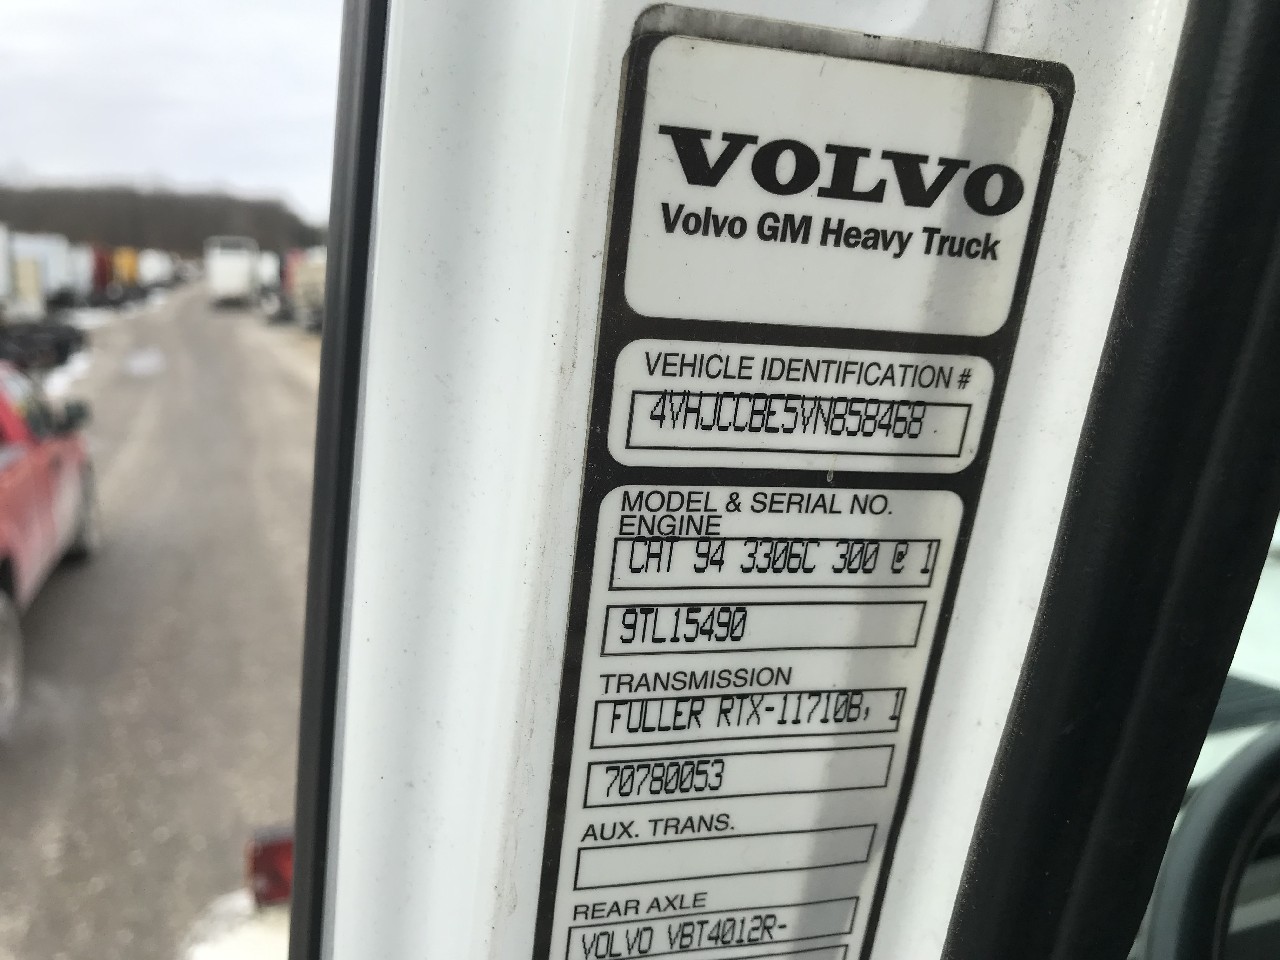 VOLVO
Volvo GM Heavy Truck
VEHICLE IDENTIFICATION #
4VHJCCBE5VN858468
MODEL & SERIAL NO.
ENGINE
CAT 94 3306C 300 @ 1
9TL15490
TRANSMISSION
FULLER RTX-11710B, 1
70780053
AUX. TRANS.
REAR AXLE
VOLVO VBT4012R-